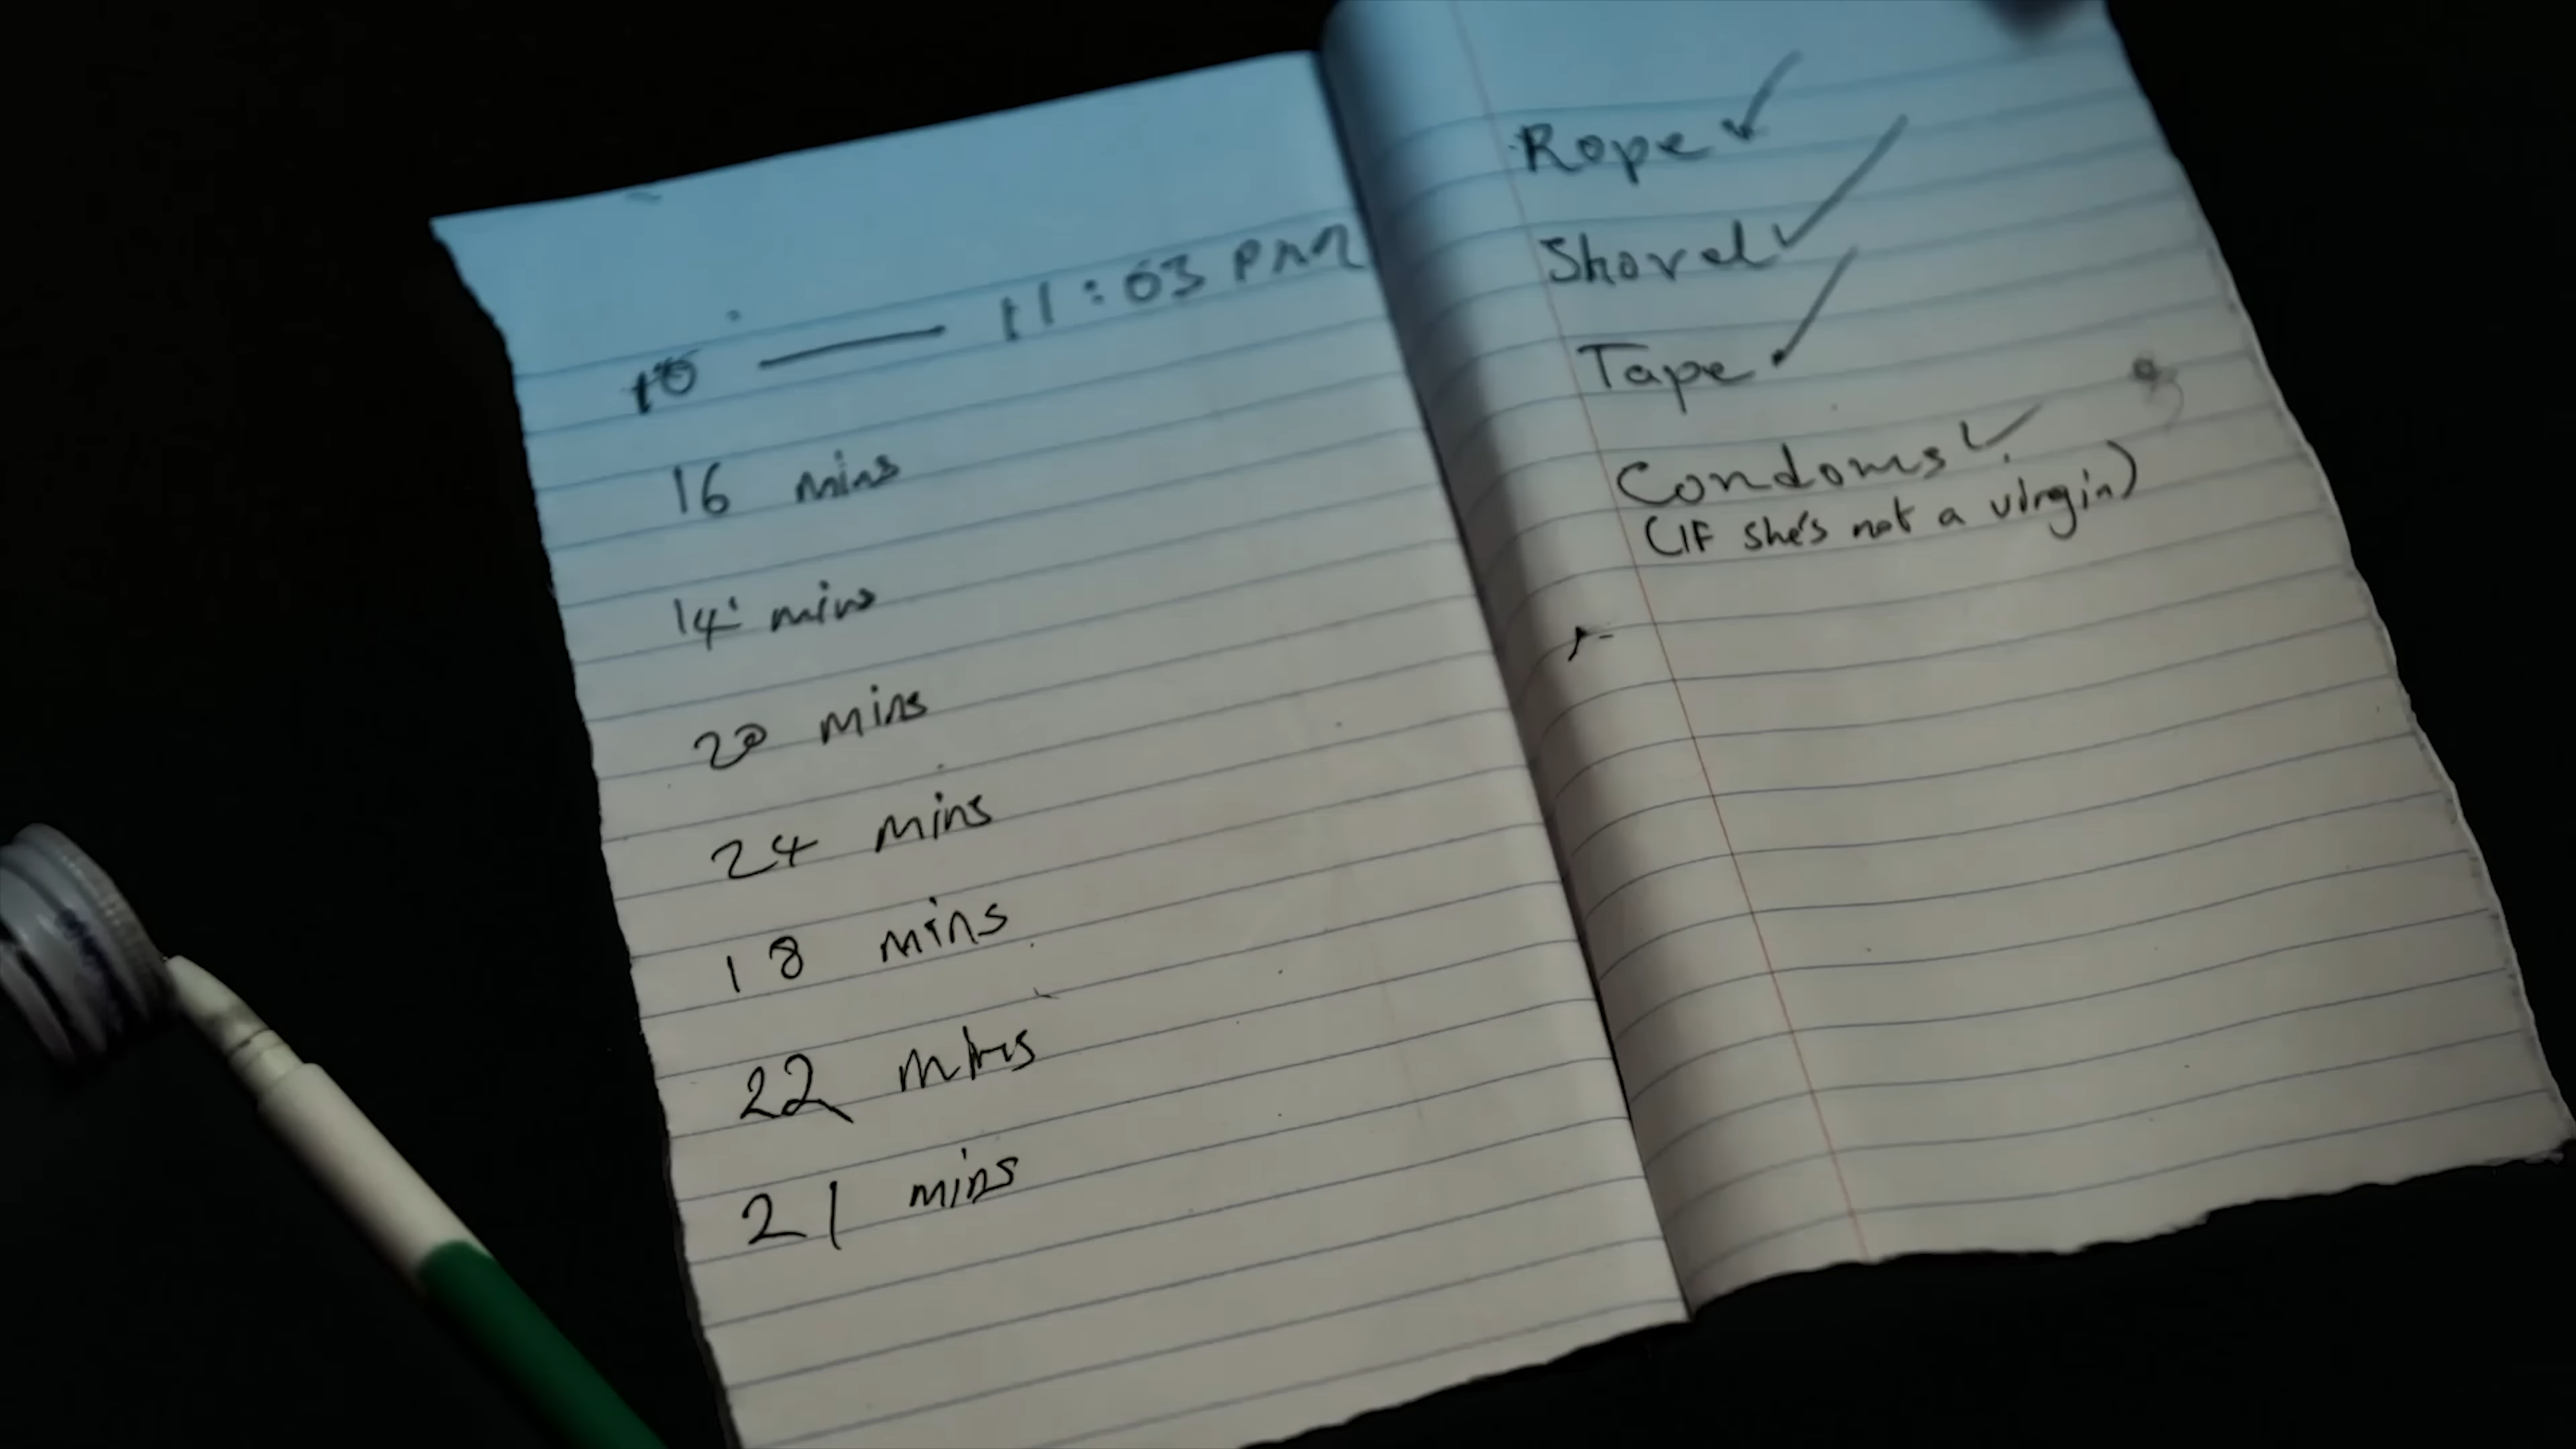 10 — 11:03 PM
16 mins
14 mins
20 mins
24 mins
18 mins
22 mins
21 mins
Rope ✓
Shovel ✓
Tape ✓
Condoms ✓
(IF she's not a virgin)